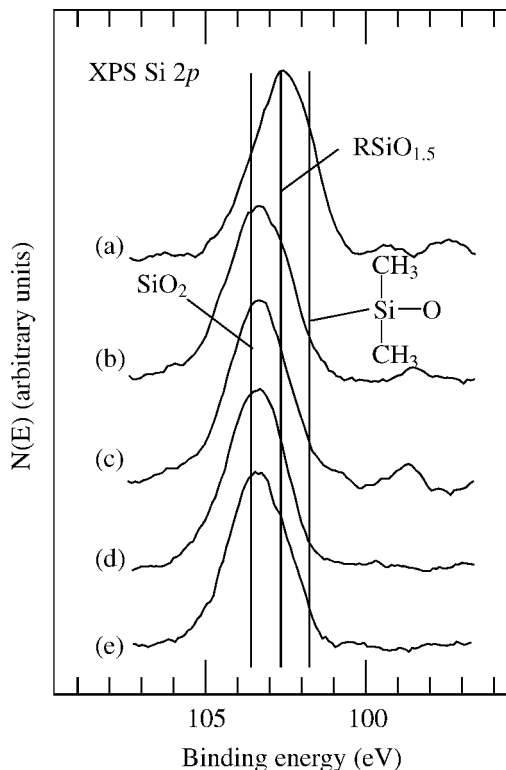 XPS Si 2p
RSiO1.5
(a)
CH3
SiO2
Si—O
(b)
CH3
N(E) (arbitrary units)
(c)
(d)
(e)
105 100
Binding energy (eV)